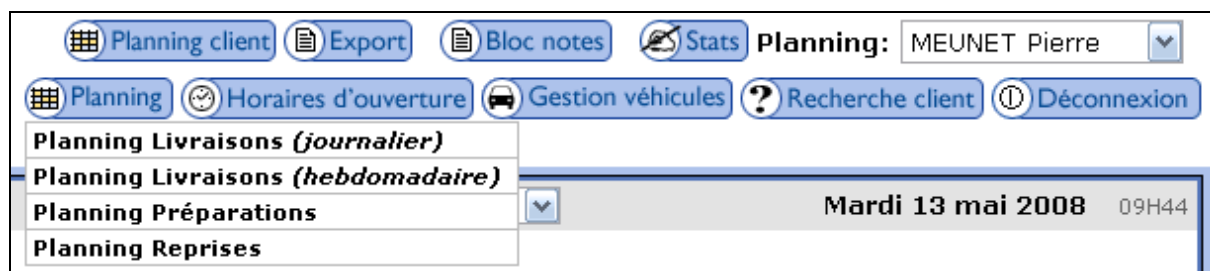 Planning client Export Bloc notes Stats Planning: MEUNET Pierre
Planning Horaires d'ouverture Gestion véhicules ? Recherche client Déconnexion
Planning Livraisons (journalier)
Planning Livraisons (hebdomadaire)
Mardi 13 mai 2008 09H44
Planning Préparations
Planning Reprises